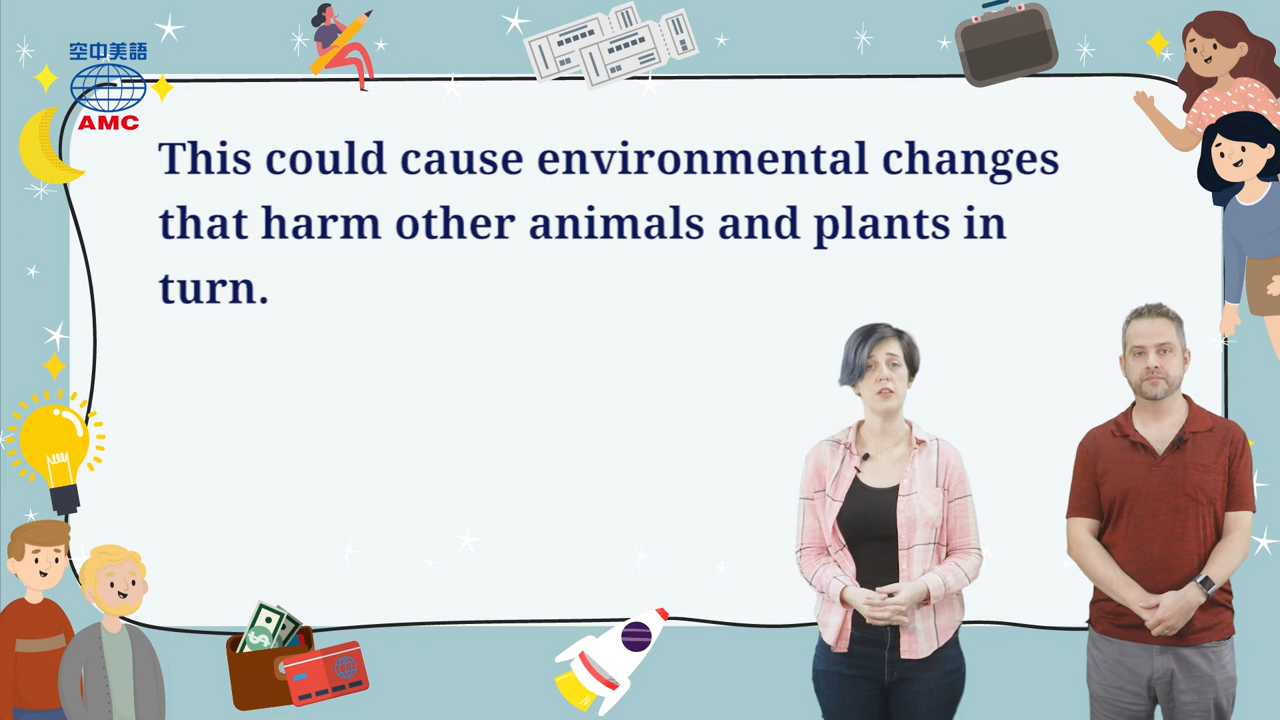 空中美語
AMC
This could cause environmental changes
that harm other animals and plants in
turn.